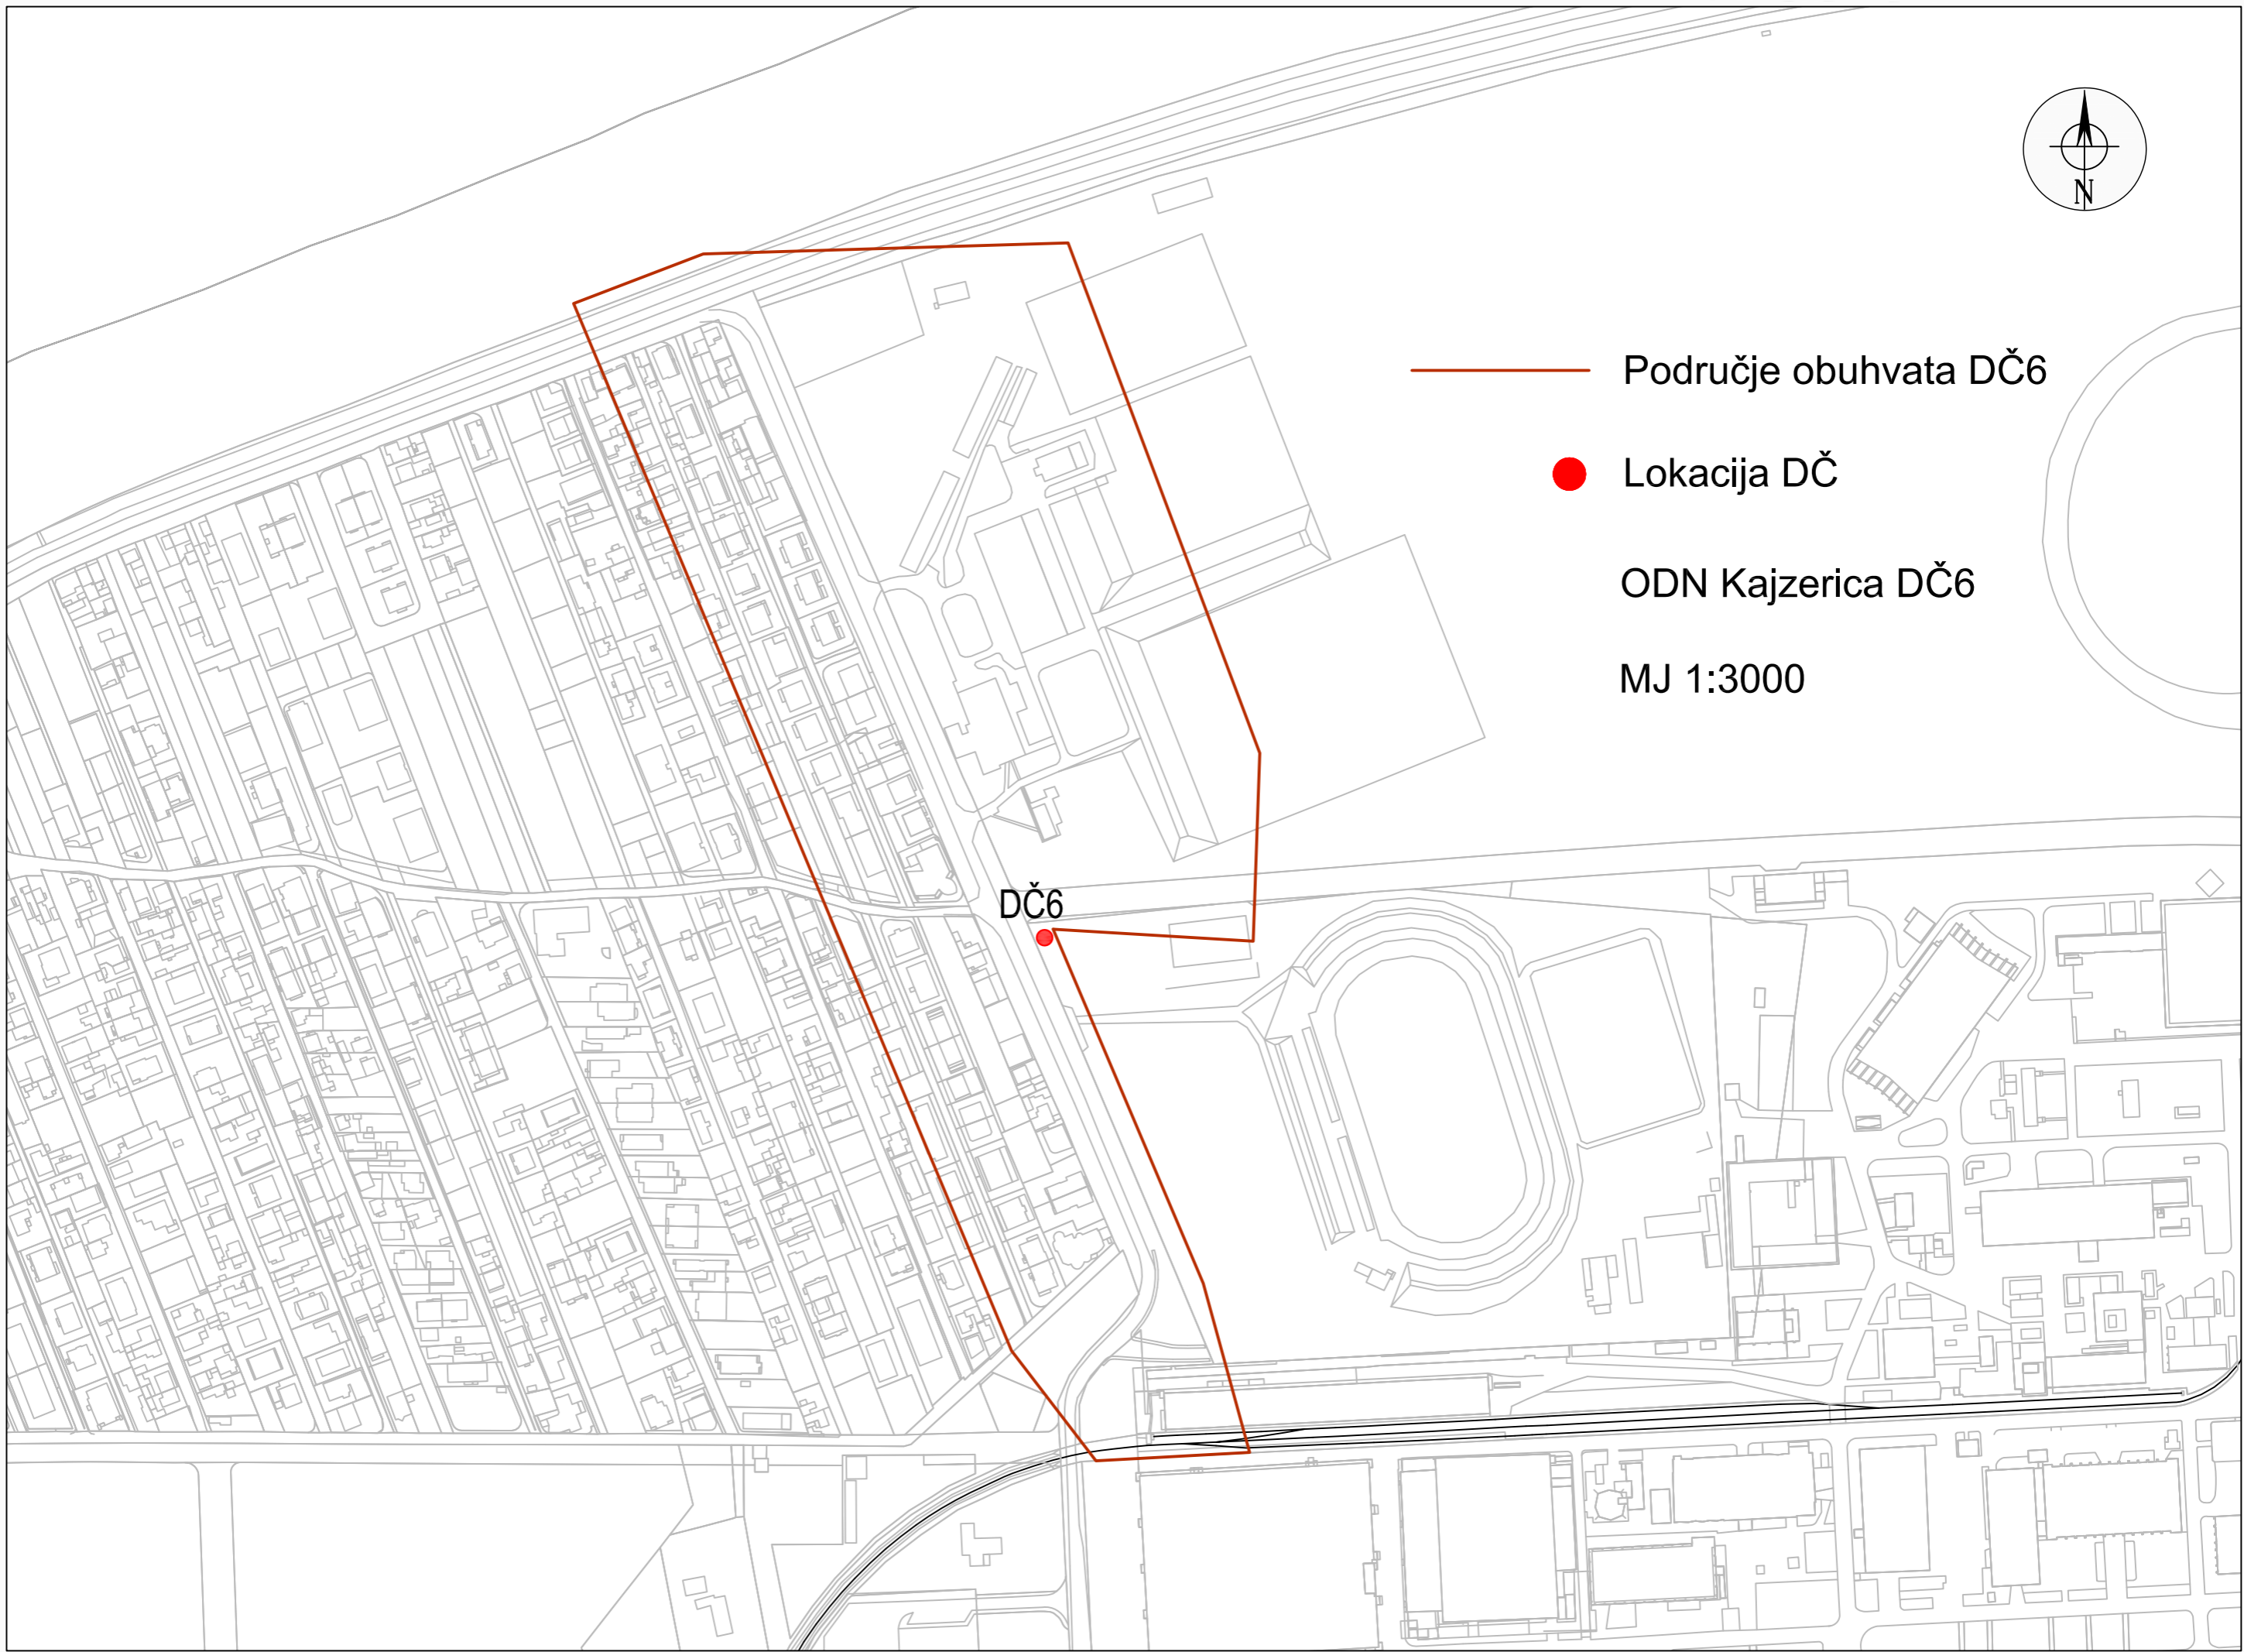 N
Područje obuhvata DČ6
Lokacija DČ
ODN Kajzerica DČ6
MJ 1:3000
DČ6